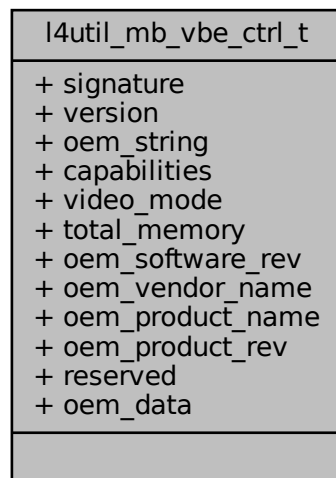 l4util_mb_vbe_ctrl_t
+ signature
+ version
+ oem_string
+ capabilities
+ video_mode
+ total_memory
+ oem_software_rev
+ oem_vendor_name
+ oem_product_name
+ oem_product_rev
+ reserved
+ oem_data